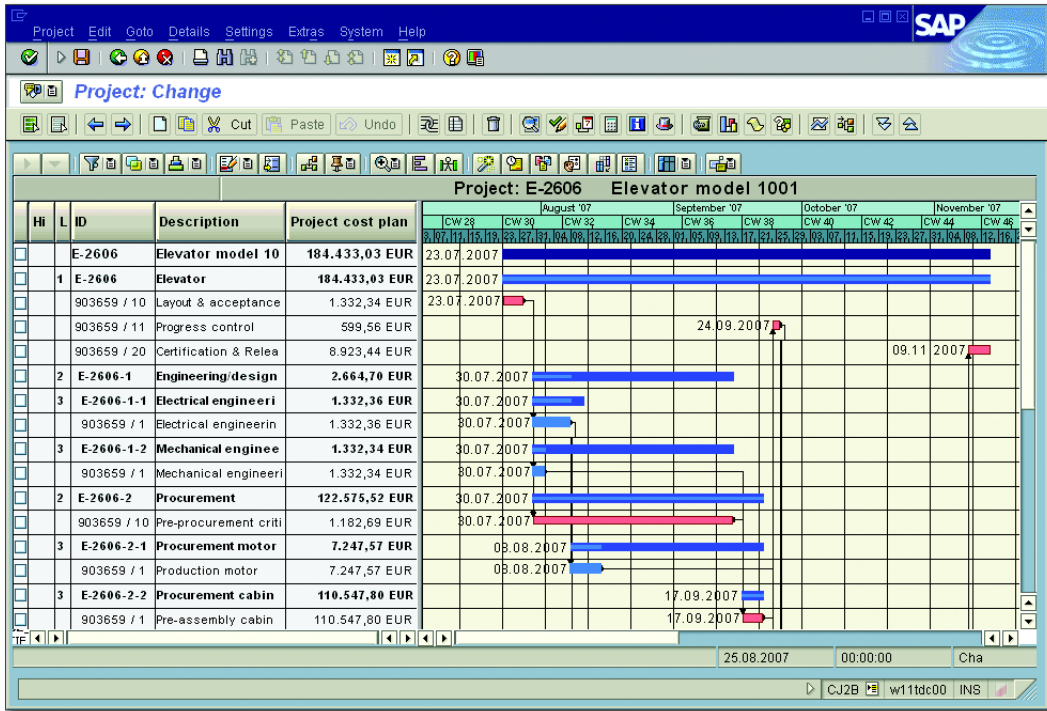 Project Edit Goto Details Settings Extras System Help
SAP
Project: Change
Cut Paste Undo
Project: E-2606 Elevator model 1001
Hi L ID Description Project cost plan
August '07 September '07 October '07 November '07
CW 28 CW 30 CW 32 CW 34 CW 36 CW 38 CW 40 CW 42 CW 44 CW 46
E-2606 Elevator model 10 184.433,03 EUR 23.07.2007
1 E-2606 Elevator 184.433,03 EUR 23.07.2007
903659 / 10 Layout & acceptance 1.332,34 EUR 23.07.2007
903659 / 11 Progress control 599,56 EUR 24.09.2007
903659 / 20 Certification & Relea 8.923,44 EUR 09.11 2007
2 E-2606-1 Engineering/design 2.664,70 EUR 30.07.2007
3 E-2606-1-1 Electrical engineeri 1.332,36 EUR 30.07.2007
903659 / 1 Electrical engineerin 1.332,36 EUR 30.07.2007
3 E-2606-1-2 Mechanical enginee 1.332,34 EUR 30.07.2007
903659 / 1 Mechanical engineeri 1.332,34 EUR 30.07.2007
2 E-2606-2 Procurement 122.575,52 EUR 30.07.2007
903659 / 10 Pre-procurement criti 1.182,69 EUR 30.07.2007
3 E-2606-2-1 Procurement motor 7.247,57 EUR 08.08.2007
903659 / 1 Production motor 7.247,57 EUR 08.08.2007
3 E-2606-2-2 Procurement cabin 110.547,80 EUR 17.09.2007
903659 / 1 Pre-assembly cabin 110.547,80 EUR 17.09.2007
25.08.2007 00:00:00 Cha
CJ2B w11tdc00 INS